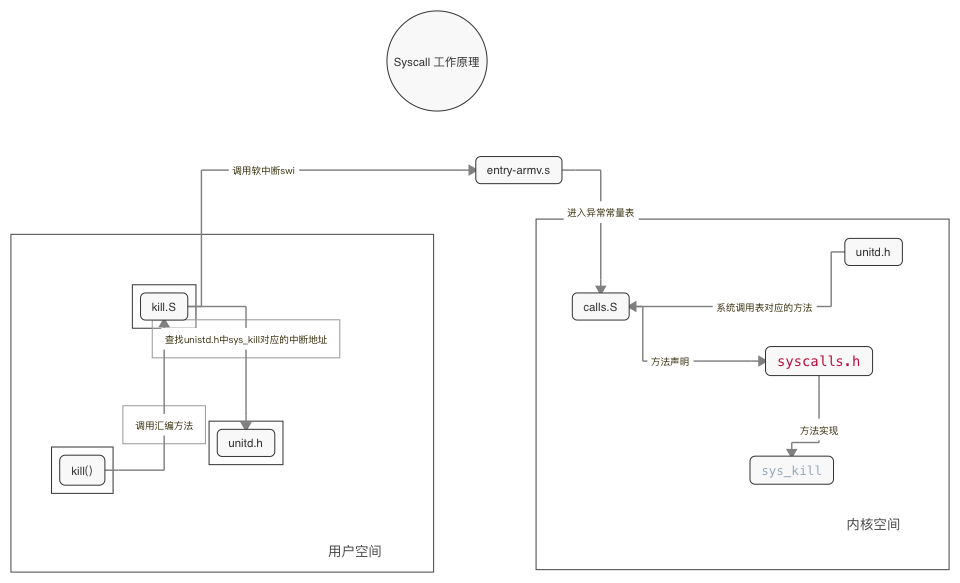 Syscall 工作原理
调用软中断swi
entry-armv.s
进入异常常量表
unitd.h
kill.S
calls.S
系统调用表对应的方法
查找unistd.h中sys_kill对应的中断地址
方法声明
syscalls.h
调用汇编方法
unitd.h
方法实现
kill()
sys_kill
内核空间
用户空间